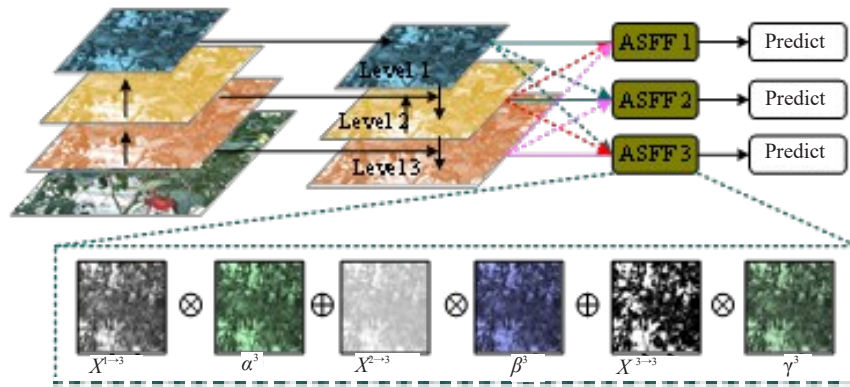 ASFF 1
Predict
Level 1
ASFF 2
Predict
Level 2
ASFF 3
Predict
Level 3
⊗ ⊕ ⊗ ⊕ ⊗
X¹→³ α³ X²→³ β³ X³→³ γ³